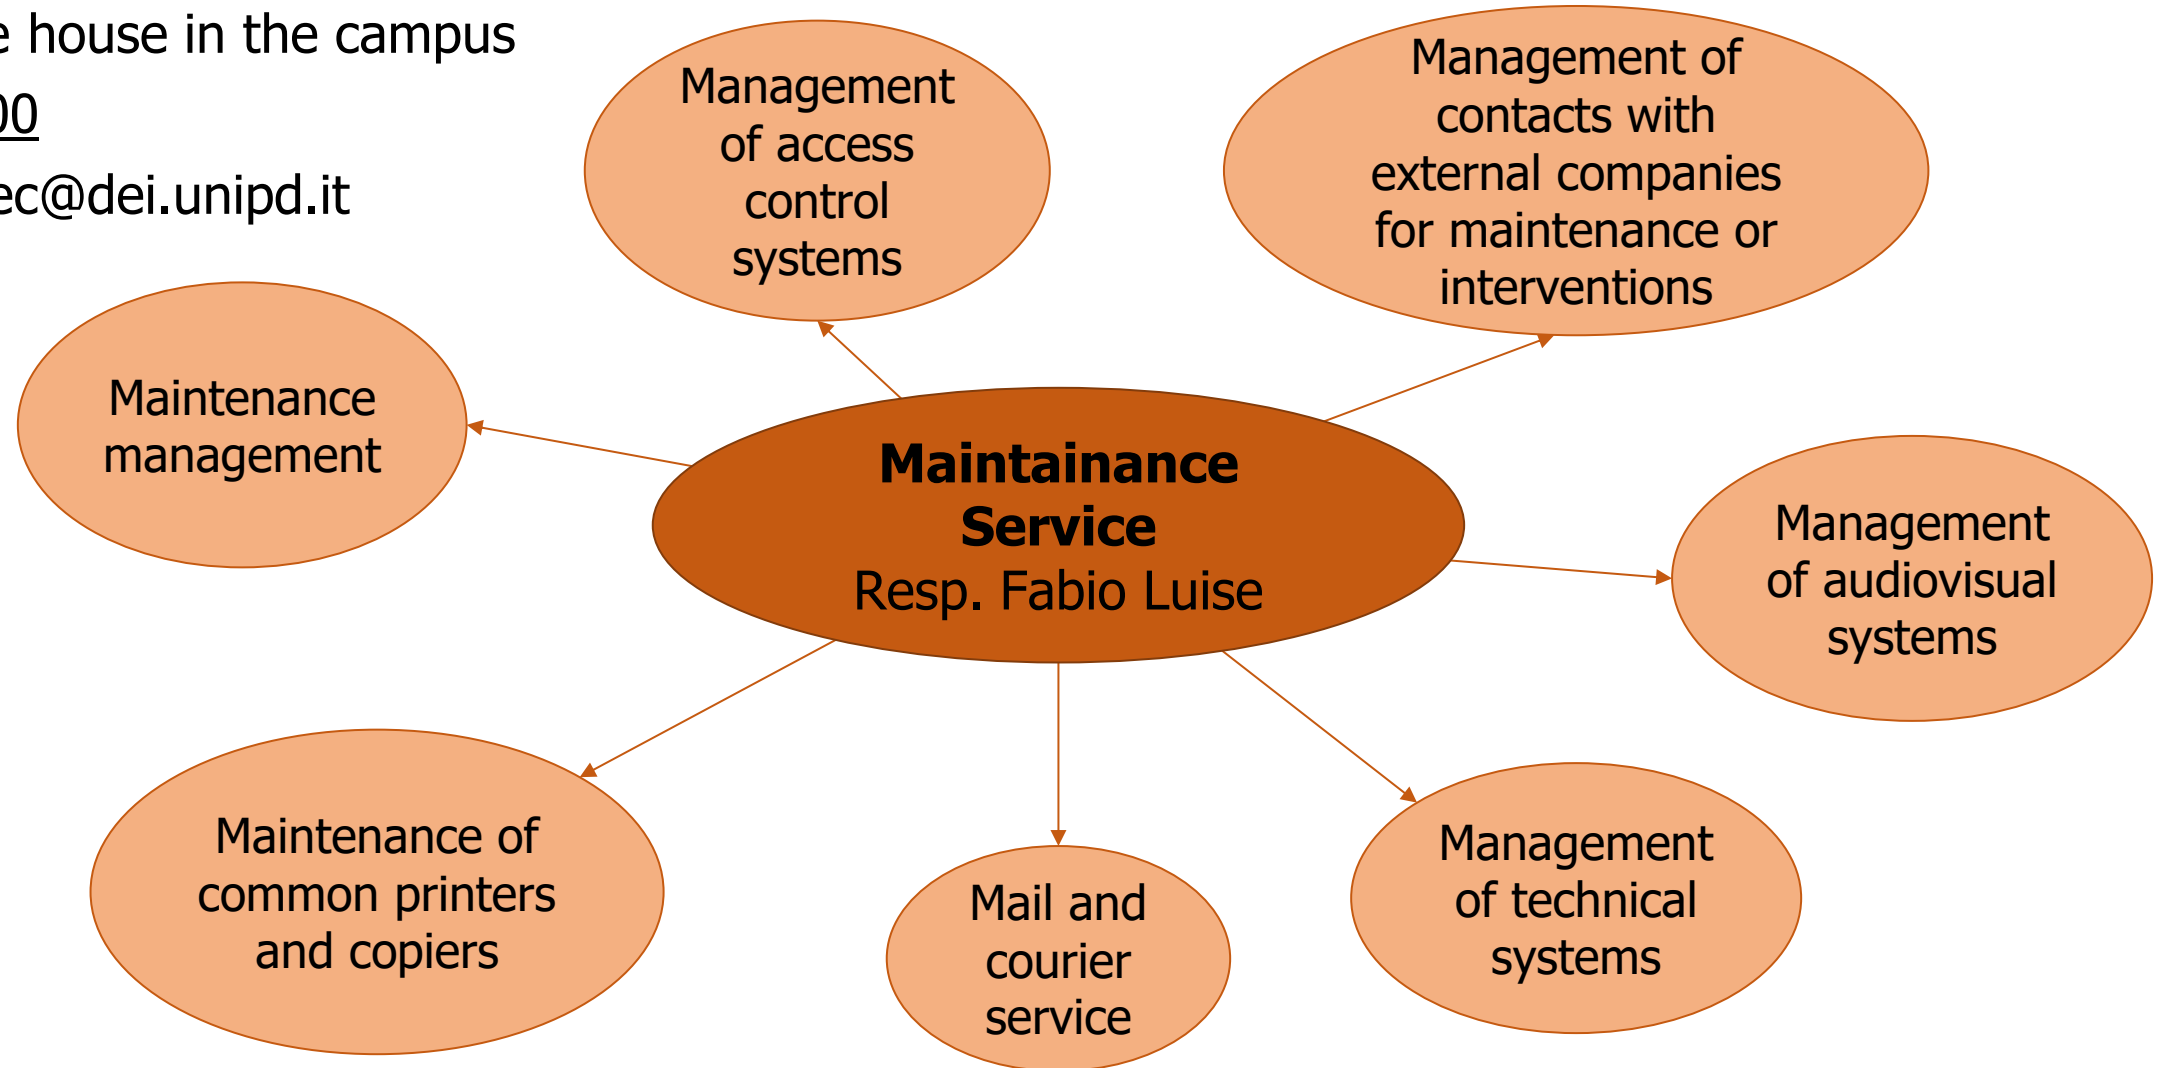 e house in the campus
00
ec@dei.unipd.it
Management
of access
control
systems
Management of
contacts with
external companies
for maintenance or
interventions
Maintenance
management
Maintainance
Service
Resp. Fabio Luise
Management
of audiovisual
systems
Maintenance of
common printers
and copiers
Mail and
courier
service
Management
of technical
systems